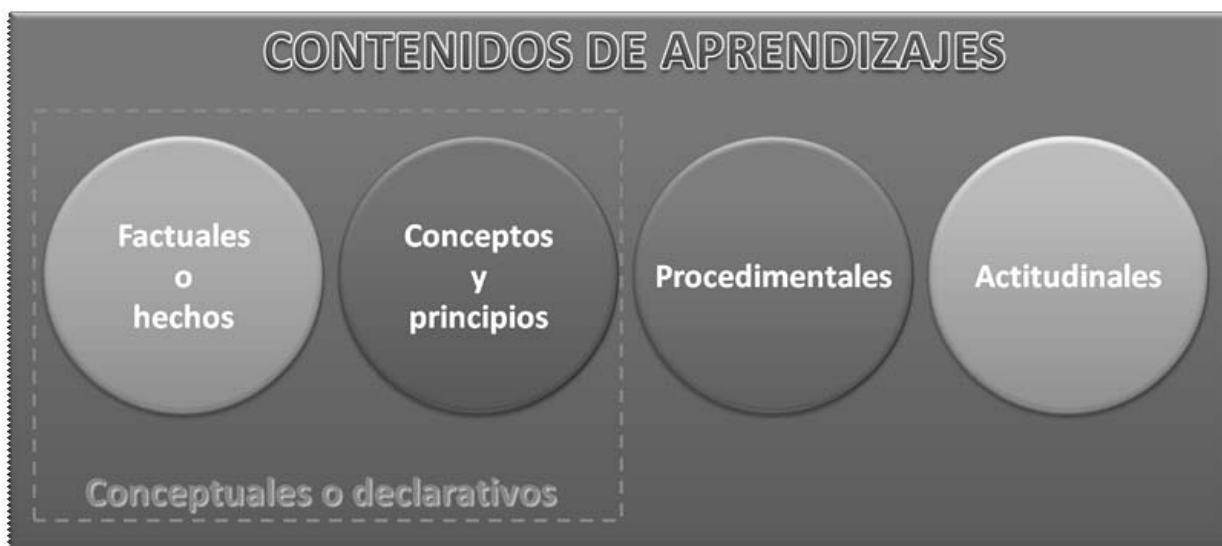 CONTENIDOS DE APRENDIZAJES
Factuales
o
hechos
Conceptos
y
principios
Procedimentales
Actitudinales
Conceptuales o declarativos